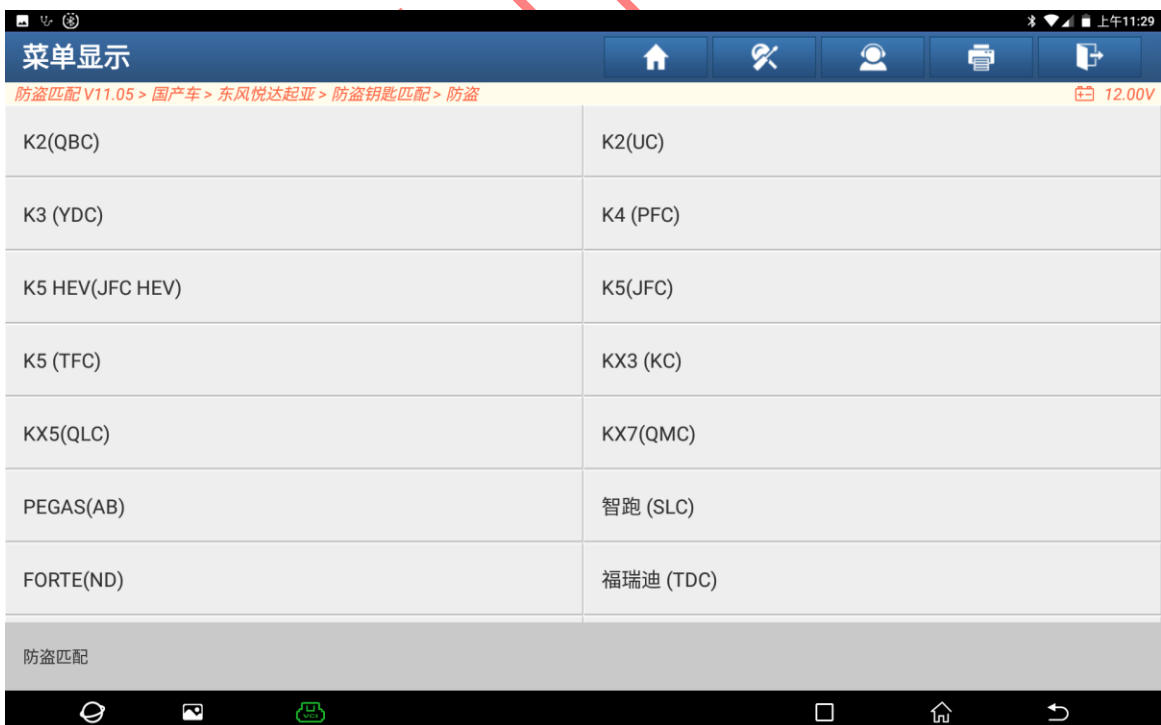 上午11:29
菜单显示
防盗匹配 V11.05 > 国产车 > 东风悦达起亚 > 防盗钥匙匹配 > 防盗 12.00V
K2(QBC) K2(UC)
K3 (YDC) K4 (PFC)
K5 HEV(JFC HEV) K5(JFC)
K5 (TFC) KX3 (KC)
KX5(QLC) KX7(QMC)
PEGAS(AB) 智跑 (SLC)
FORTE(ND) 福瑞迪 (TDC)
防盗匹配
VCI